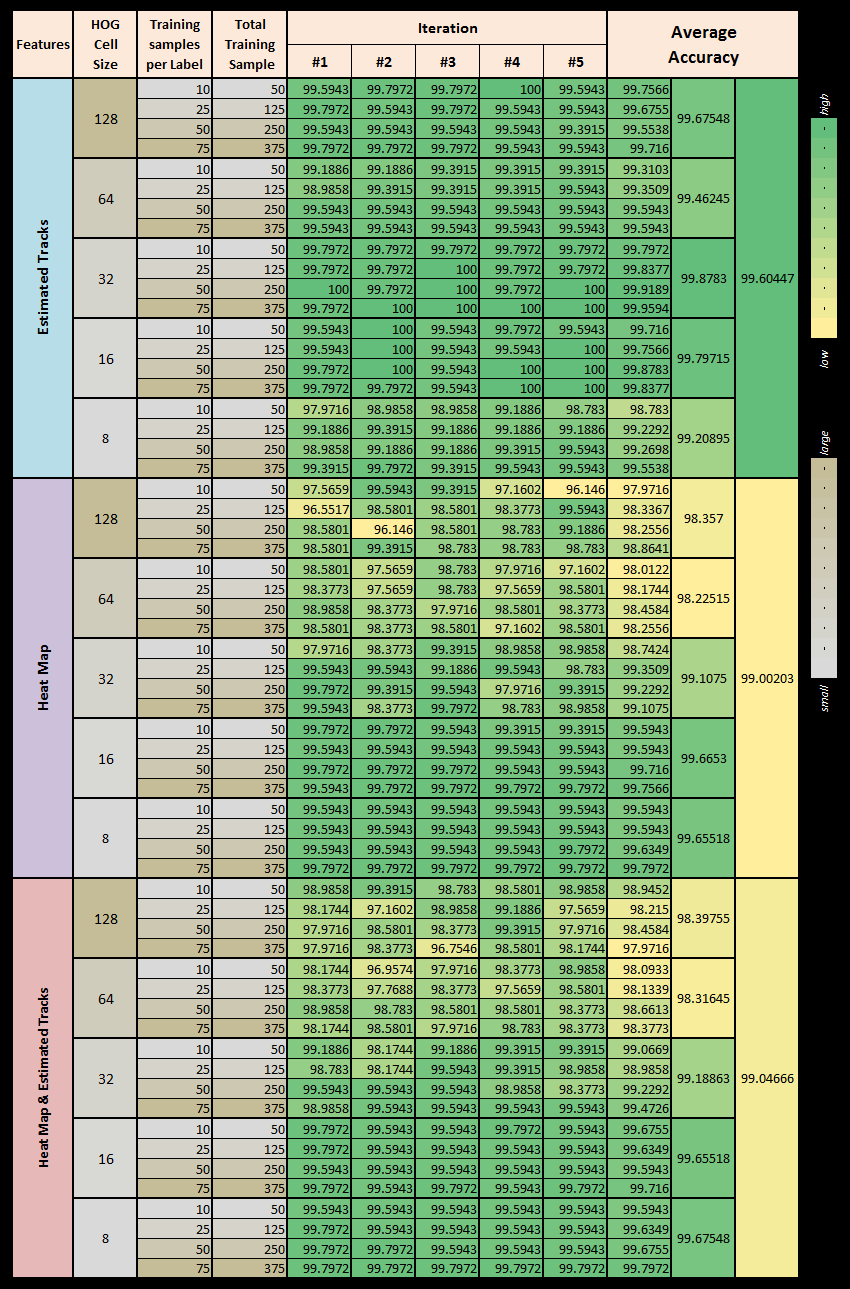 Features HOG Cell Size Training samples per Label Total Training Sample Iteration Average Accuracy
#1 #2 #3 #4 #5
Estimated Tracks
128
10 50 99.5943 99.7972 99.7972 100 99.5943 99.7566
25 125 99.7972 99.5943 99.7972 99.5943 99.5943 99.6755
50 250 99.5943 99.5943 99.5943 99.5943 99.3915 99.5538
75 375 99.7972 99.7972 99.5943 99.7972 99.5943 99.716
99.67548
64
10 50 99.1886 99.1886 99.3915 99.3915 99.3915 99.3103
25 125 98.9858 99.3915 99.3915 99.3915 99.5943 99.3509
50 250 99.5943 99.5943 99.5943 99.5943 99.5943 99.5943
75 375 99.5943 99.5943 99.5943 99.5943 99.5943 99.5943
99.46245
32
10 50 99.7972 99.7972 99.7972 99.7972 99.7972 99.7972
25 125 99.7972 99.7972 100 99.7972 99.7972 99.8377
50 250 100 99.7972 100 99.7972 100 99.9189
75 375 99.7972 100 100 100 100 99.9594
99.8783
99.60447
16
10 50 99.5943 100 99.5943 99.7972 99.5943 99.716
25 125 99.5943 100 99.5943 99.5943 100 99.7566
50 250 99.7972 100 99.5943 100 100 99.8783
75 375 99.7972 99.7972 99.5943 100 100 99.8377
99.79715
8
10 50 97.9716 98.9858 98.9858 99.1886 98.783 98.783
25 125 99.1886 99.3915 99.1886 99.1886 99.1886 99.2292
50 250 98.9858 99.1886 99.1886 99.3915 99.5943 99.2698
75 375 99.3915 99.7972 99.3915 99.5943 99.5943 99.5538
99.20895
Heat Map
128
10 50 97.5659 99.5943 99.3915 97.1602 96.146 97.9716
25 125 96.5517 98.5801 98.5801 98.3773 99.5943 98.3367
50 250 98.5801 96.146 98.5801 98.783 99.1886 98.2556
75 375 98.5801 99.3915 98.783 98.783 98.783 98.8641
98.357
64
10 50 98.5801 97.5659 98.783 97.9716 97.1602 98.0122
25 125 98.3773 97.5659 98.783 97.5659 98.5801 98.1744
50 250 98.9858 98.3773 97.9716 98.5801 98.3773 98.4584
75 375 98.5801 98.3773 98.5801 97.1602 98.5801 98.2556
98.22515
32
10 50 97.9716 98.3773 99.3915 98.9858 98.9858 98.7424
25 125 99.5943 99.5943 99.1886 99.5943 98.783 99.3509
50 250 99.7972 99.3915 99.5943 97.9716 99.3915 99.2292
75 375 99.5943 98.3773 99.7972 98.783 98.9858 99.1075
99.1075
99.00203
16
10 50 99.7972 99.7972 99.5943 99.3915 99.3915 99.5943
25 125 99.5943 99.5943 99.5943 99.5943 99.5943 99.5943
50 250 99.7972 99.7972 99.7972 99.5943 99.5943 99.716
75 375 99.5943 99.7972 99.7972 99.7972 99.7972 99.7566
99.6653
8
10 50 99.5943 99.5943 99.5943 99.5943 99.5943 99.5943
25 125 99.5943 99.5943 99.5943 99.5943 99.5943 99.5943
50 250 99.5943 99.5943 99.5943 99.5943 99.7972 99.6349
75 375 99.7972 99.7972 99.7972 99.7972 99.7972 99.7972
99.65518
Heat Map & Estimated Tracks
128
10 50 98.9858 99.3915 98.783 98.5801 98.9858 98.9452
25 125 98.1744 97.1602 98.9858 99.1886 97.5659 98.215
50 250 97.9716 98.5801 98.3773 99.3915 97.9716 98.4584
75 375 97.9716 98.3773 96.7546 98.5801 98.1744 97.9716
98.39755
64
10 50 98.1744 96.9574 97.9716 98.3773 98.9858 98.0933
25 125 98.3773 97.7688 98.3773 97.5659 98.5801 98.1339
50 250 98.9858 98.783 98.5801 98.5801 98.3773 98.6613
75 375 98.1744 98.5801 97.9716 98.783 98.3773 98.3773
98.31645
32
10 50 99.1886 98.1744 99.1886 99.3915 99.3915 99.0669
25 125 98.783 98.1744 99.5943 99.3915 98.9858 98.9858
50 250 99.5943 99.5943 99.5943 98.9858 98.3773 99.2292
75 375 98.9858 99.5943 99.5943 99.5943 99.5943 99.4726
99.18863
99.04666
16
10 50 99.7972 99.5943 99.5943 99.7972 99.5943 99.6755
25 125 99.7972 99.5943 99.5943 99.5943 99.5943 99.6349
50 250 99.5943 99.5943 99.5943 99.5943 99.5943 99.5943
75 375 99.7972 99.5943 99.7972 99.5943 99.7972 99.716
99.65518
8
10 50 99.5943 99.5943 99.5943 99.5943 99.5943 99.5943
25 125 99.7972 99.5943 99.5943 99.5943 99.5943 99.6349
50 250 99.7972 99.7972 99.5943 99.5943 99.5943 99.6755
75 375 99.7972 99.7972 99.7972 99.7972 99.7972 99.7972
99.67548
high
low
large
small